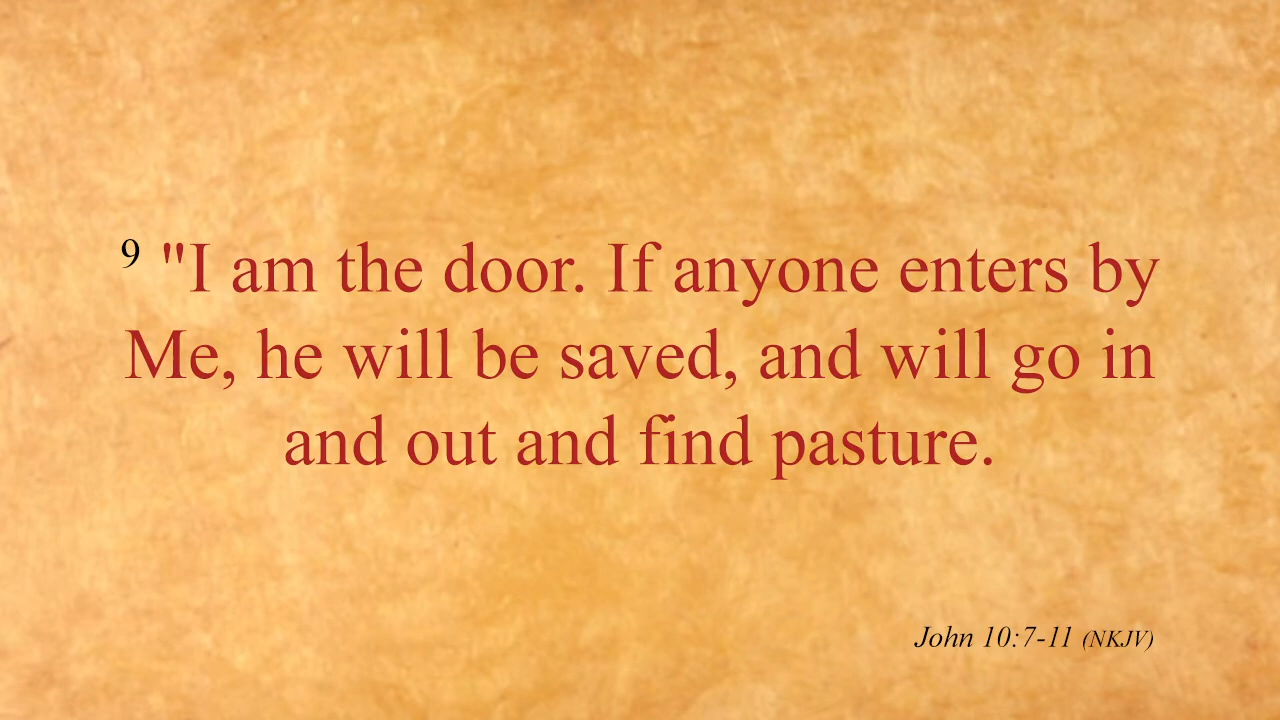 9 "I am the door. If anyone enters by
Me, he will be saved, and will go in
and out and find pasture.
John 10:7-11 (NKJV)